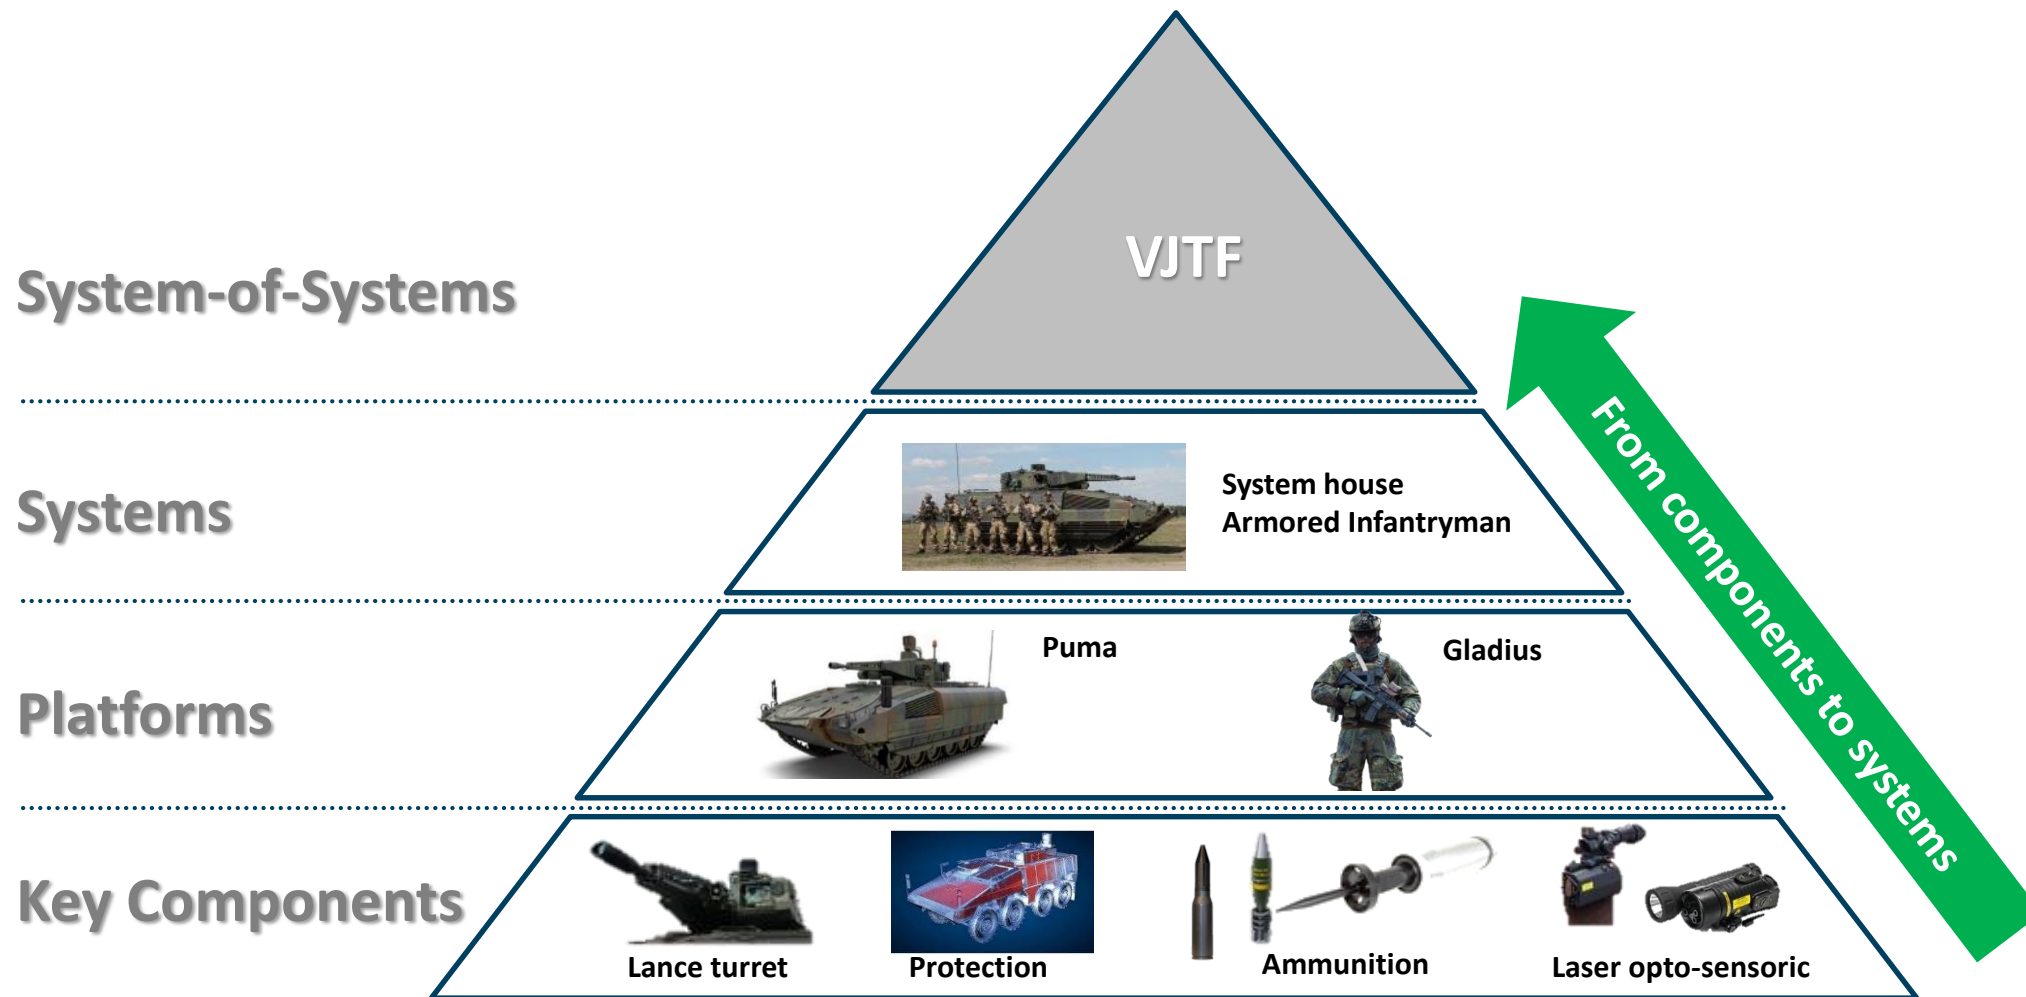 VJTF
System-of-Systems
From components to systems
Systems
System house
Armored Infantryman
Platforms
Puma
Gladius
Key Components
Lance turret
Protection
Ammunition
Laser opto-sensoric